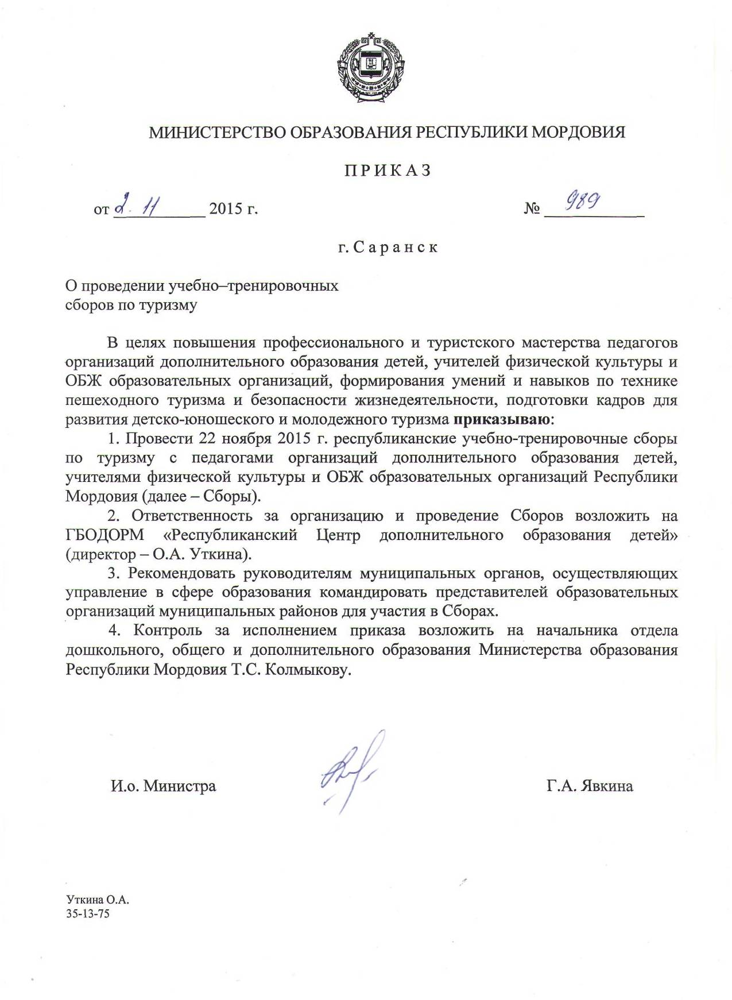 МИНИСТЕРСТВО ОБРАЗОВАНИЯ РЕСПУБЛИКИ МОРДОВИЯ
П Р И К А З
от 2. 11 2015 г. № 989
г. С а р а н с к
О проведении учебно–тренировочных
сборов по туризму
В целях повышения профессионального и туристского мастерства педагогов
организаций дополнительного образования детей, учителей физической культуры и
ОБЖ образовательных организаций, формирования умений и навыков по технике
пешеходного туризма и безопасности жизнедеятельности, подготовки кадров для
развития детско-юношеского и молодежного туризма приказываю:
1. Провести 22 ноября 2015 г. республиканские учебно-тренировочные сборы
по туризму с педагогами организаций дополнительного образования детей,
учителями физической культуры и ОБЖ образовательных организаций Республики
Мордовия (далее – Сборы).
2. Ответственность за организацию и проведение Сборов возложить на
ГБОДОРМ «Республиканский Центр дополнительного образования детей»
(директор – О.А. Уткина).
3. Рекомендовать руководителям муниципальных органов, осуществляющих
управление в сфере образования командировать представителей образовательных
организаций муниципальных районов для участия в Сборах.
4. Контроль за исполнением приказа возложить на начальника отдела
дошкольного, общего и дополнительного образования Министерства образования
Республики Мордовия Т.С. Колмыкову.
И.о. Министра Г.А. Явкина
Уткина О.А.
35-13-75